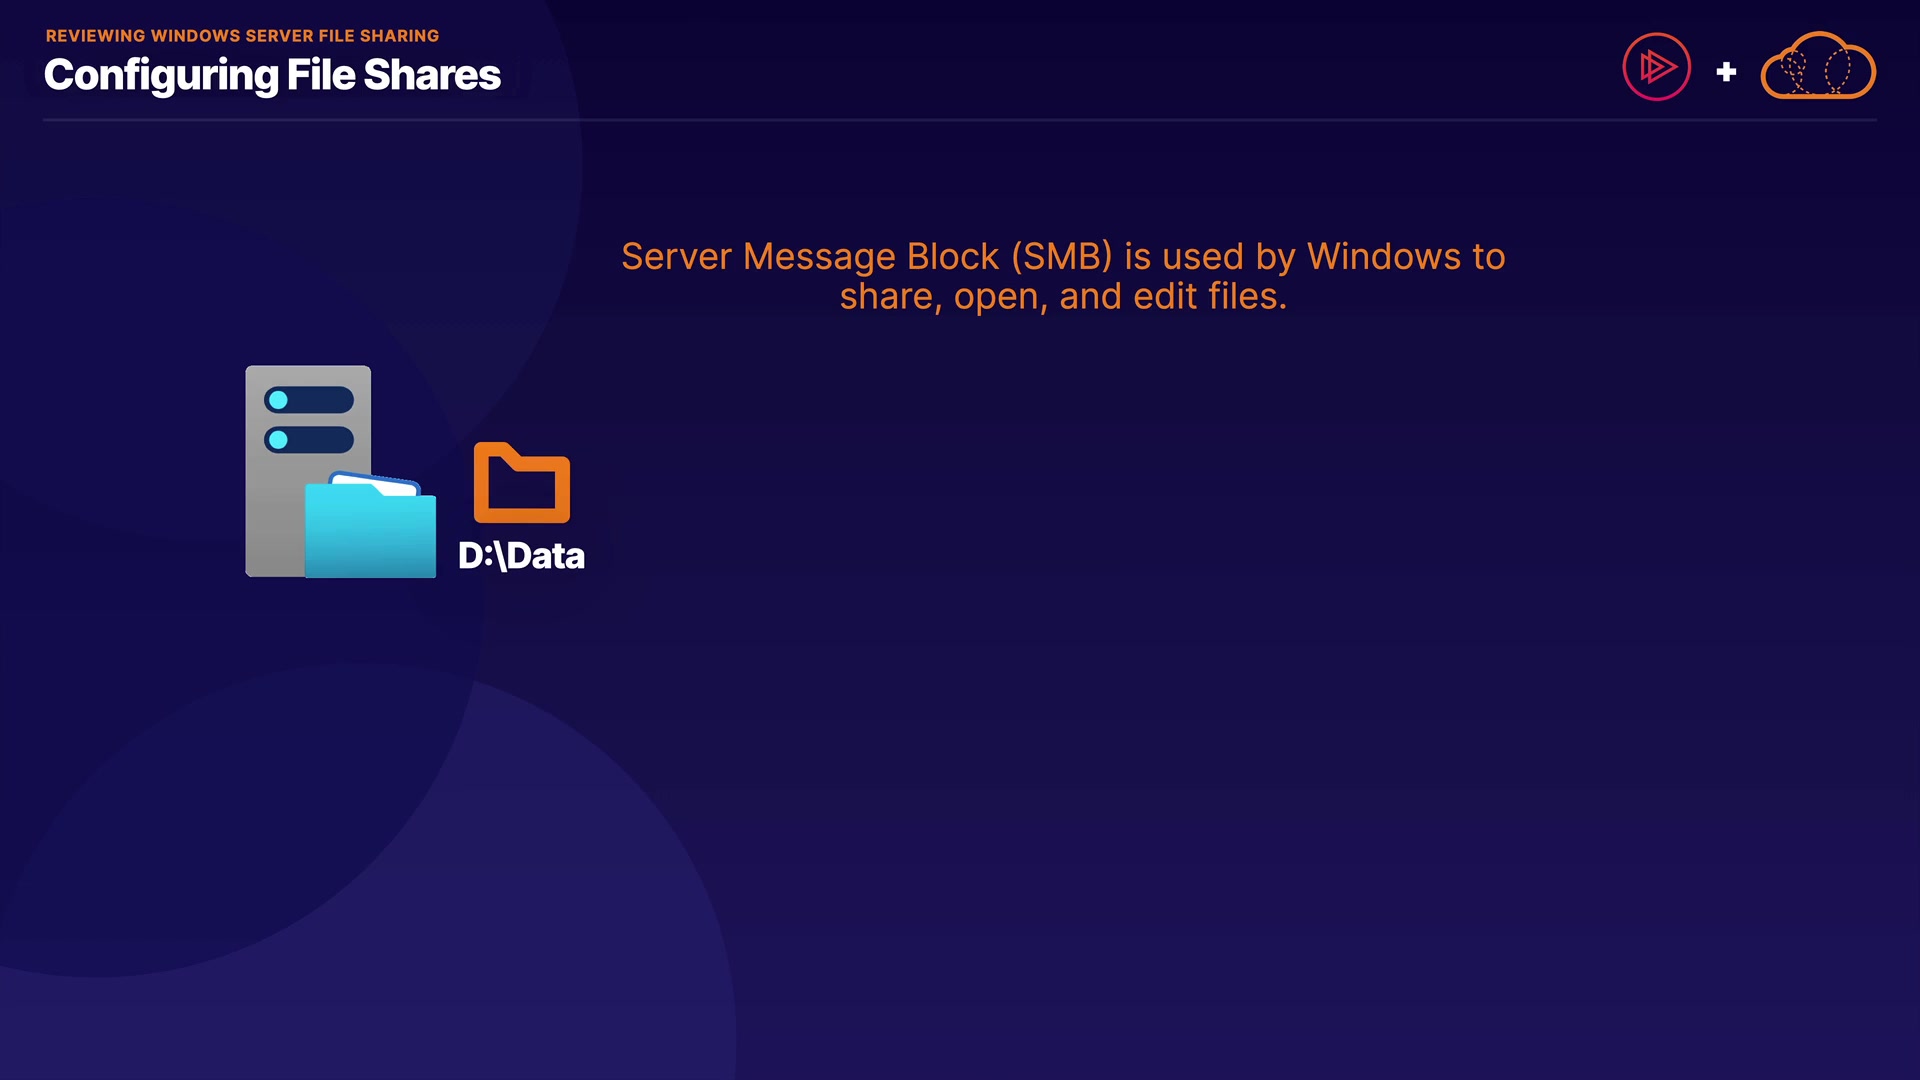 REVIEWING WINDOWS SERVER FILE SHARING
Configuring File Shares
Server Message Block (SMB) is used by Windows to
share, open, and edit files.
D:\Data